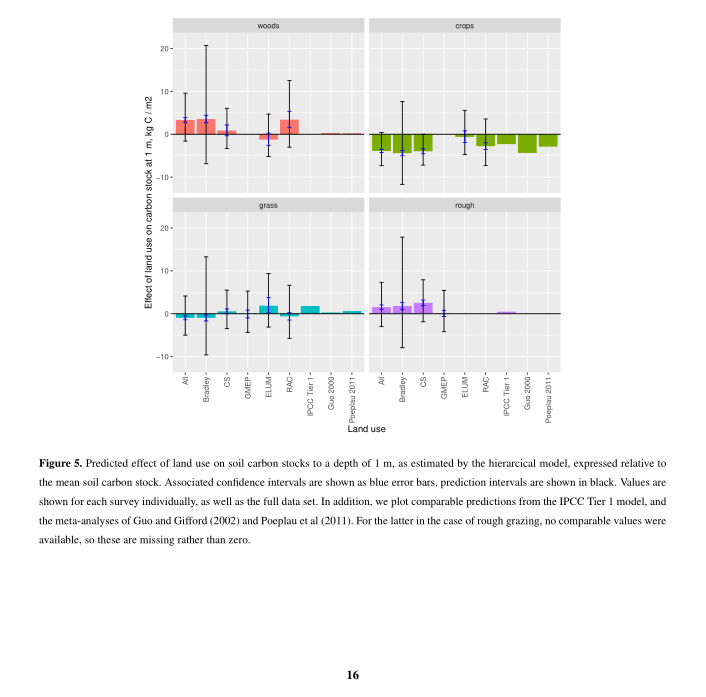 woods
crops
20
10
0
−10
grass
rough
20
10
0
−10
Effect of land use on carbon stock at 1 m, kg C / m2
All
Bradley
CS
GMEP
ELUM
RAC
IPCC Tier 1
Guo 2000
Poeplau 2011
All
Bradley
CS
GMEP
ELUM
RAC
IPCC Tier 1
Guo 2000
Poeplau 2011
Land use
Figure 5. Predicted effect of land use on soil carbon stocks to a depth of 1 m, as estimated by the hierarcical model, expressed relative to
the mean soil carbon stock. Associated confidence intervals are shown as blue error bars, prediction intervals are shown in black. Values are
shown for each survey individually, as well as the full data set. In addition, we plot comparable predictions from the IPCC Tier 1 model, and
the meta-analyses of Guo and Gifford (2002) and Poeplau et al (2011). For the latter in the case of rough grazing, no comparable values were
available, so these are missing rather than zero.
16